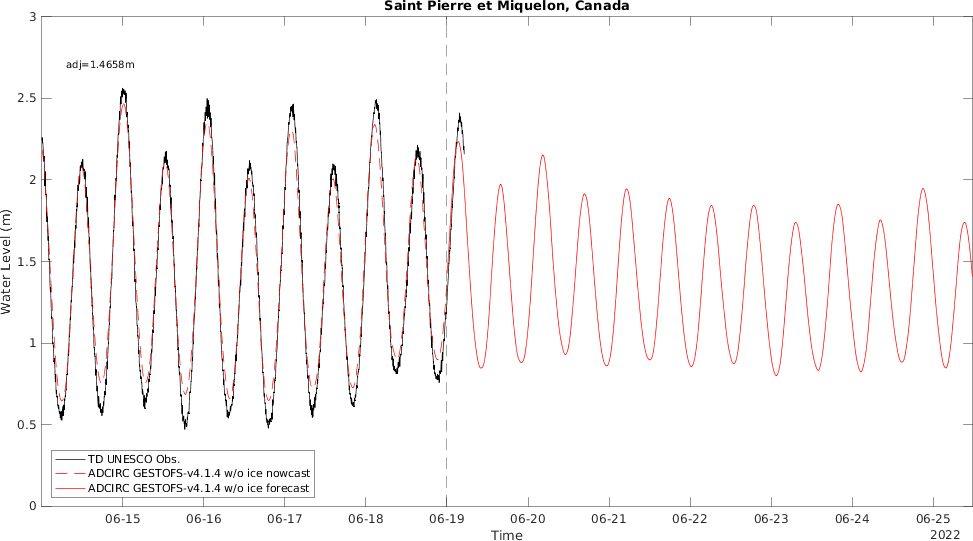 Saint Pierre et Miquelon, Canada
adj=1.4658m
3
2.5
2
1.5
1
0.5
0
Water Level (m)
TD UNESCO Obs.
ADCIRC GESTOFS-v4.1.4 w/o ice nowcast
ADCIRC GESTOFS-v4.1.4 w/o ice forecast
06-15 06-16 06-17 06-18 06-19 06-20 06-21 06-22 06-23 06-24 06-25
Time
2022